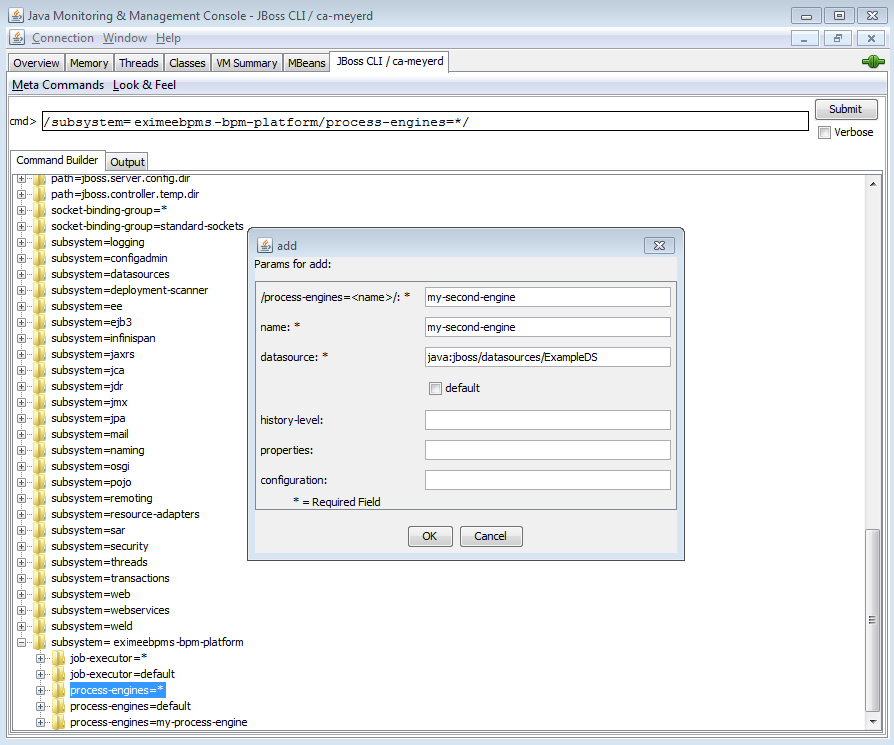 Java Monitoring & Management Console - JBoss CLI / ca-meyerd
Connection Window Help
Overview Memory Threads Classes VM Summary MBeans JBoss CLI / ca-meyerd
Meta Commands Look & Feel
cmd> /subsystem= eximeebpms-bpm-platform/process-engines=*/ Submit
Verbose
Command Builder Output
path=jboss.server.config.dir
path=jboss.controller.temp.dir
socket-binding-group=*
socket-binding-group=standard-sockets
subsystem=logging
subsystem=configadmin
subsystem=datasources
subsystem=deployment-scanner
subsystem=ee
subsystem=ejb3
subsystem=infinispan
subsystem=jaxrs
subsystem=jca
subsystem=jdr
subsystem=jmx
subsystem=jpa
subsystem=mail
subsystem=naming
subsystem=osgi
subsystem=pojo
subsystem=remoting
subsystem=resource-adapters
subsystem=sar
subsystem=security
subsystem=threads
subsystem=transactions
subsystem=web
subsystem=webservices
subsystem=weld
subsystem= eximeebpms-bpm-platform
job-executor=*
job-executor=default
process-engines=*
process-engines=default
process-engines=my-process-engine
add
Params for add:
/process-engines=<name>/: * my-second-engine
name: * my-second-engine
datasource: * java:jboss/datasources/ExampleDS
default
history-level:
properties:
configuration:
* = Required Field
OK Cancel